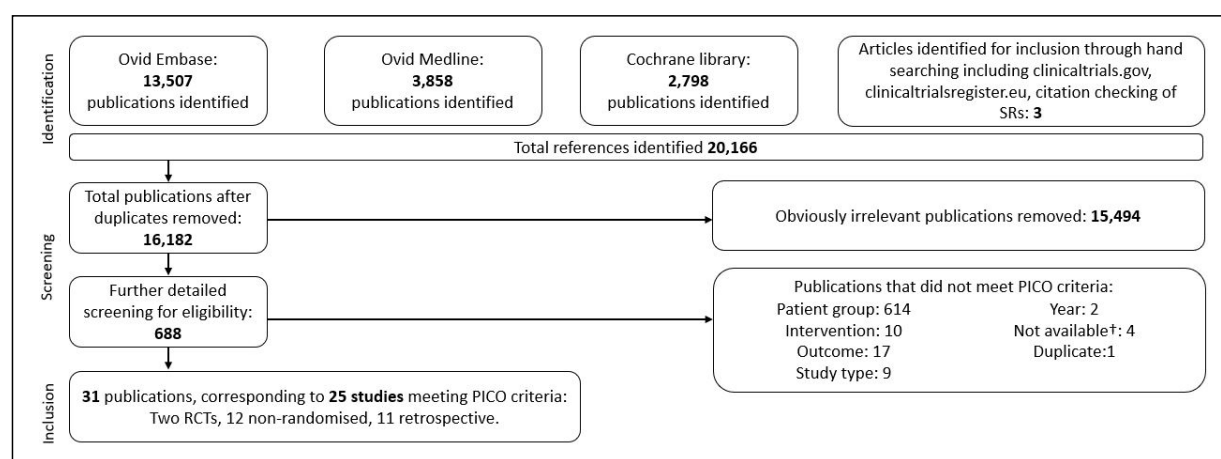 Identification
Ovid Embase:
13,507
publications identified
Ovid Medline:
3,858
publications identified
Cochrane library:
2,798
publications identified
Articles identified for inclusion through hand
searching including clinicaltrials.gov,
clinicaltrialsregister.eu, citation checking of
SRs: 3
Total references identified 20,166
Screening
Total publications after
duplicates removed:
16,182
Obviously irrelevant publications removed: 15,494
Further detailed
screening for eligibility:
688
Publications that did not meet PICO criteria:
Patient group: 614
Intervention: 10
Outcome: 17
Study type: 9
Year: 2
Not available†: 4
Duplicate:1
Inclusion
31 publications, corresponding to 25 studies meeting PICO criteria:
Two RCTs, 12 non-randomised, 11 retrospective.